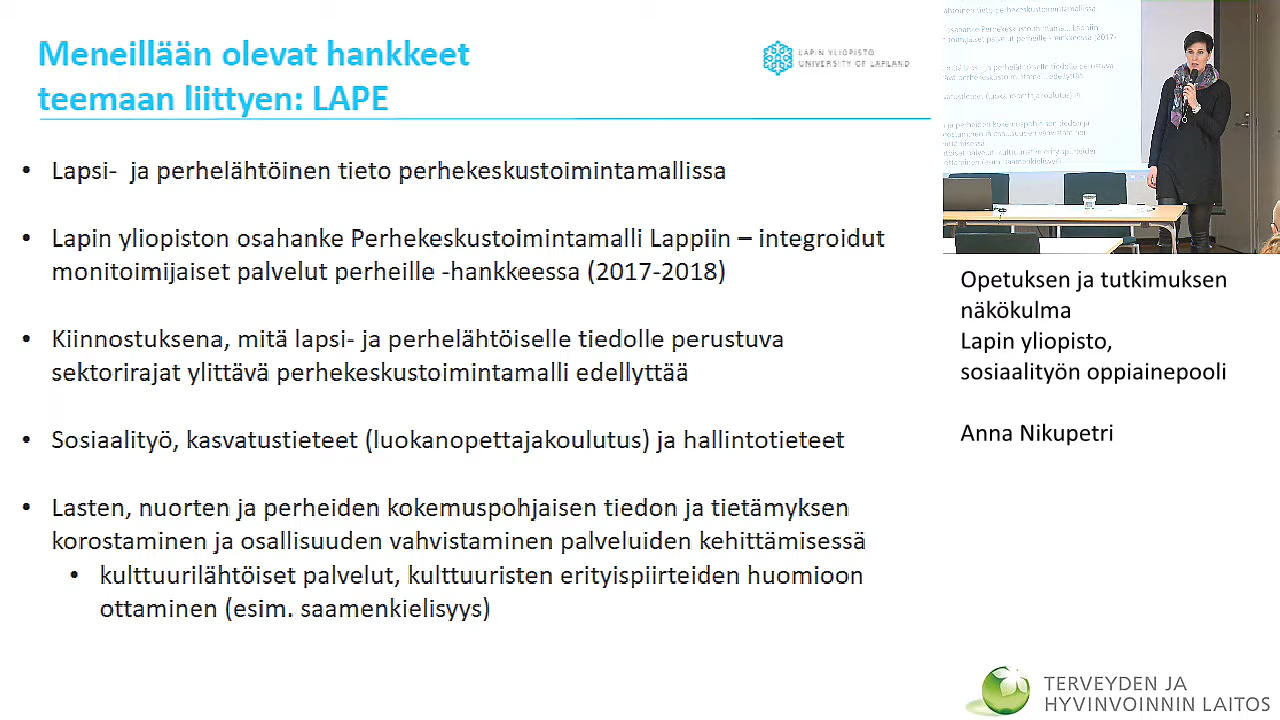 Meneillään olevat hankkeet
teemaan liittyen: LAPE
LAPIN YLIOPISTO
UNIVERSITY OF LAPLAND
• Lapsi- ja perhelähtöinen tieto perhekeskustoimintamallissa
• Lapin yliopiston osahanke Perhekeskustoimintamalli Lappiin – integroidut
monitoimijaiset palvelut perheille -hankkeessa (2017-2018)
• Kiinnostuksena, mitä lapsi- ja perhelähtöiselle tiedolle perustuva
sektorirajat ylittävä perhekeskustoimintamalli edellyttää
• Sosiaalityö, kasvatustieteet (luokanopettajakoulutus) ja hallintotieteet
• Lasten, nuorten ja perheiden kokemuspohjaisen tiedon ja tietämyksen
korostaminen ja osallisuuden vahvistaminen palveluiden kehittämisessä
• kulttuurilähtöiset palvelut, kulttuuristen erityispiirteiden huomioon
ottaminen (esim. saamenkielisyys)
Opetuksen ja tutkimuksen
näkökulma
Lapin yliopisto,
sosiaalityön oppiainepooli
Anna Nikupetri
TERVEYDEN JA
HYVINVOINNIN LAITOS